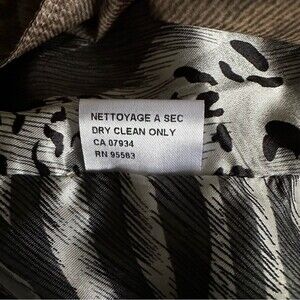 NETTOYAGE A SEC
DRY CLEAN ONLY
CA 07934
RN 95583